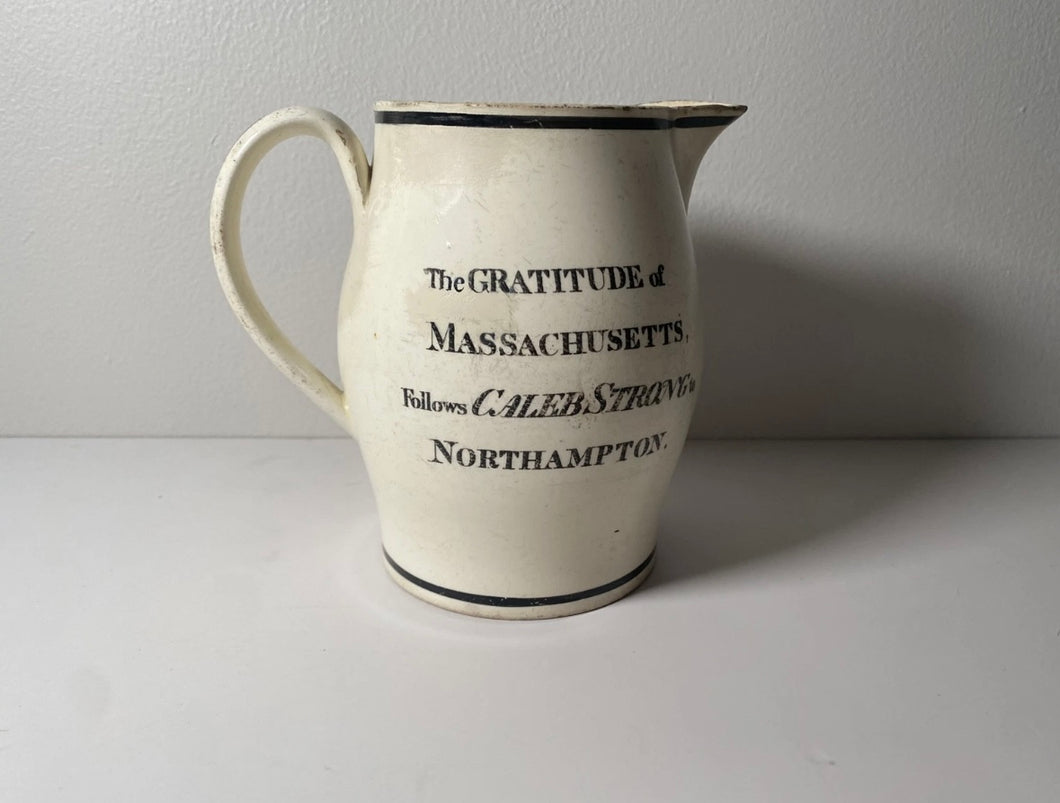 The GRATITUDE of
MASSACHUSETTS,
Follows CALEB STRONG to
NORTHAMPTON.